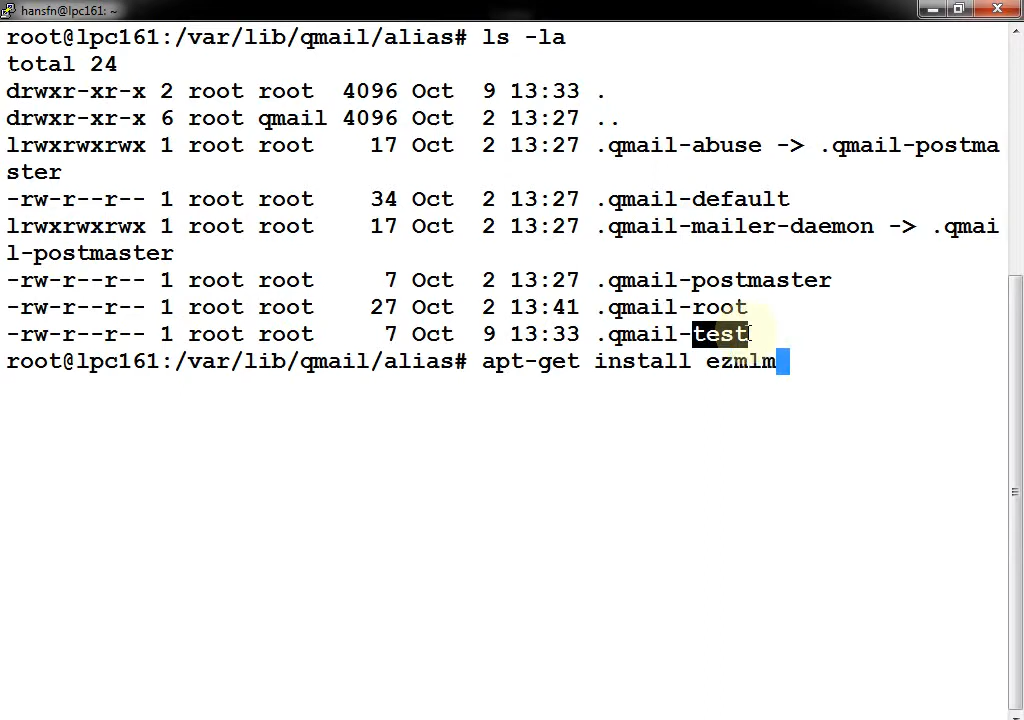 hansfn@lpc161: ~
root@lpc161:/var/lib/qmail/alias# ls -la
total 24
drwxr-xr-x 2 root root  4096 Oct  9 13:33 .
drwxr-xr-x 6 root qmail 4096 Oct  2 13:27 ..
lrwxrwxrwx 1 root root    17 Oct  2 13:27 .qmail-abuse -> .qmail-postma
ster
-rw-r--r-- 1 root root    34 Oct  2 13:27 .qmail-default
lrwxrwxrwx 1 root root    17 Oct  2 13:27 .qmail-mailer-daemon -> .qmai
l-postmaster
-rw-r--r-- 1 root root     7 Oct  2 13:27 .qmail-postmaster
-rw-r--r-- 1 root root    27 Oct  2 13:41 .qmail-root
-rw-r--r-- 1 root root     7 Oct  9 13:33 .qmail-test
root@lpc161:/var/lib/qmail/alias# apt-get install ezmlm